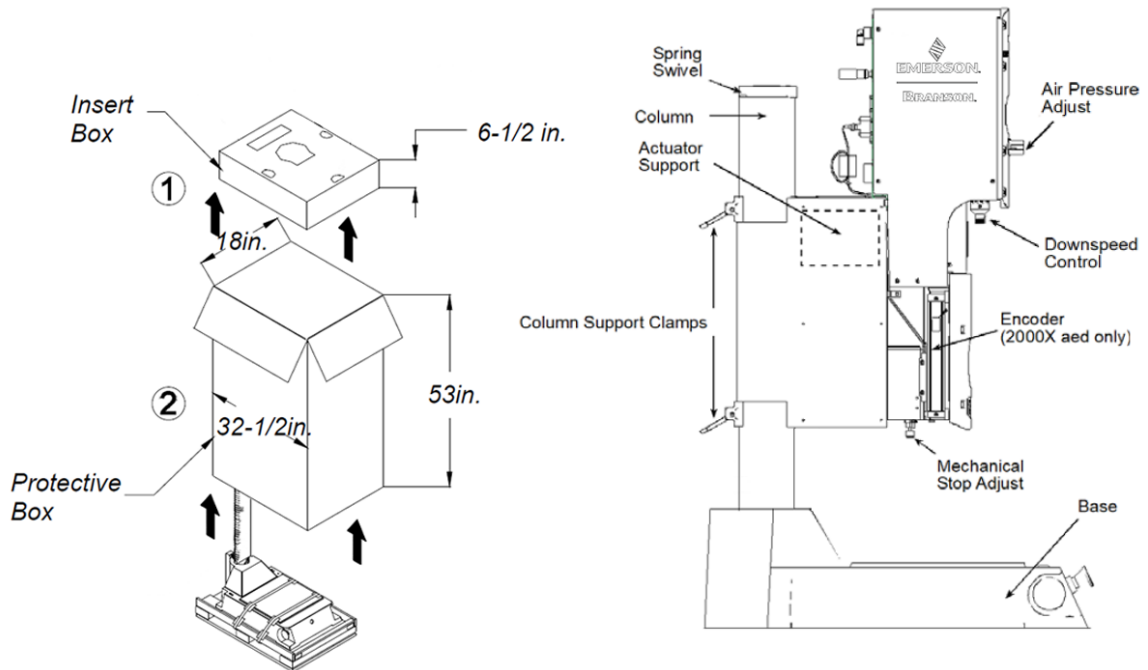 Insert
Box
6-1/2 in.
1
18in.
2
53in.
32-1/2in.
Protective
Box
Spring
Swivel
Column
Actuator
Support
EMERSON.
BRANSON.
Air Pressure
Adjust
Downspeed
Control
Column Support Clamps
Encoder
(2000X aed only)
Mechanical
Stop Adjust
Base